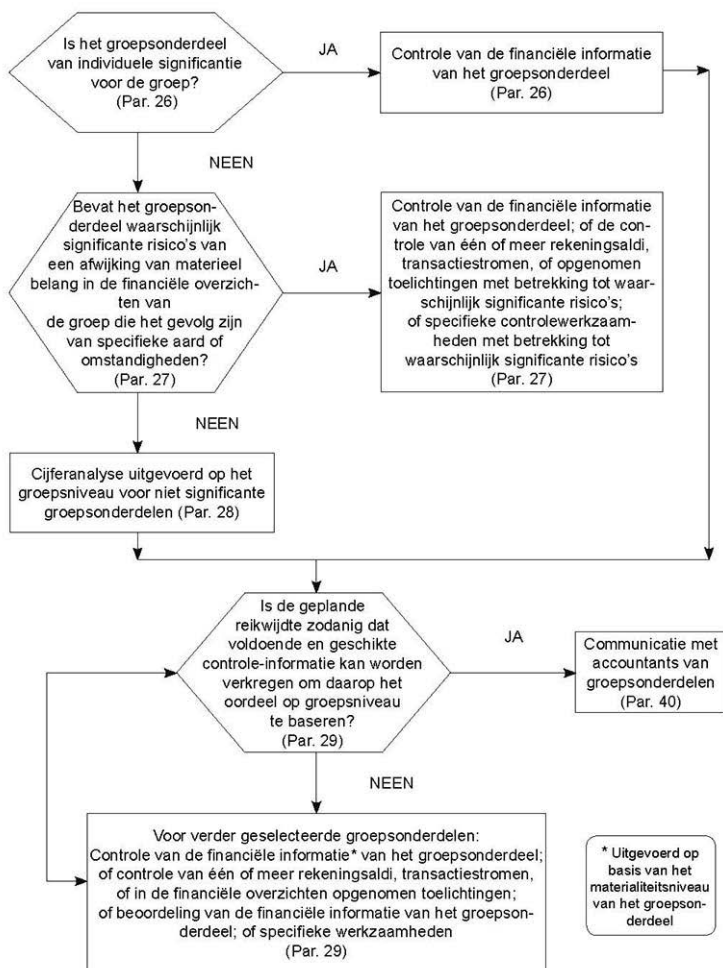 Is het groepsonderdeel
van individuele significantie
voor de groep?
(Par. 26)
JA
Controle van de financiële informatie
van het groepsonderdeel
(Par. 26)
NEEN
Bevat het groepson-
derdeel waarschijnlijk
significante risico's van
een afwijking van materieel
belang in de financiële overzich-
ten van
de groep die het gevolg zijn
van specifieke aard of
omstandigheden?
(Par. 27)
JA
Controle van de financiële informatie
van het groepsonderdeel; of de con-
trole van één of meer rekeningsaldi,
transactiestromen, of opgenomen
toelichtingen met betrekking tot waar-
schijnlijk significante risico's;
of specifieke controlewerkzaam-
heden met betrekking tot
waarschijnlijk significante risico's
(Par. 27)
NEEN
Cijferanalyse uitgevoerd op het
groepsniveau voor niet significante
groepsonderdelen (Par. 28)
Is de geplande
reikwijdte zodanig dat
voldoende en geschikte
controle-informatie kan worden
verkregen om daarop het
oordeel op groepsniveau
te baseren?
(Par. 29)
JA
Communicatie met
accountants van
groepsonderdelen
(Par. 40)
NEEN
Voor verder geselecteerde groepsonderdelen:
Controle van de financiële informatie* van het groepsonderdeel;
of controle van één of meer rekeningsaldi, transactiestromen,
of in de financiële overzichten opgenomen toelichtingen;
of beoordeling van de financiële informatie van het groepson-
derdeel; of specifieke werkzaamheden
(Par. 29)
* Uitgevoerd op
basis van het
materialiteitsniveau
van het groepson-
derdeel